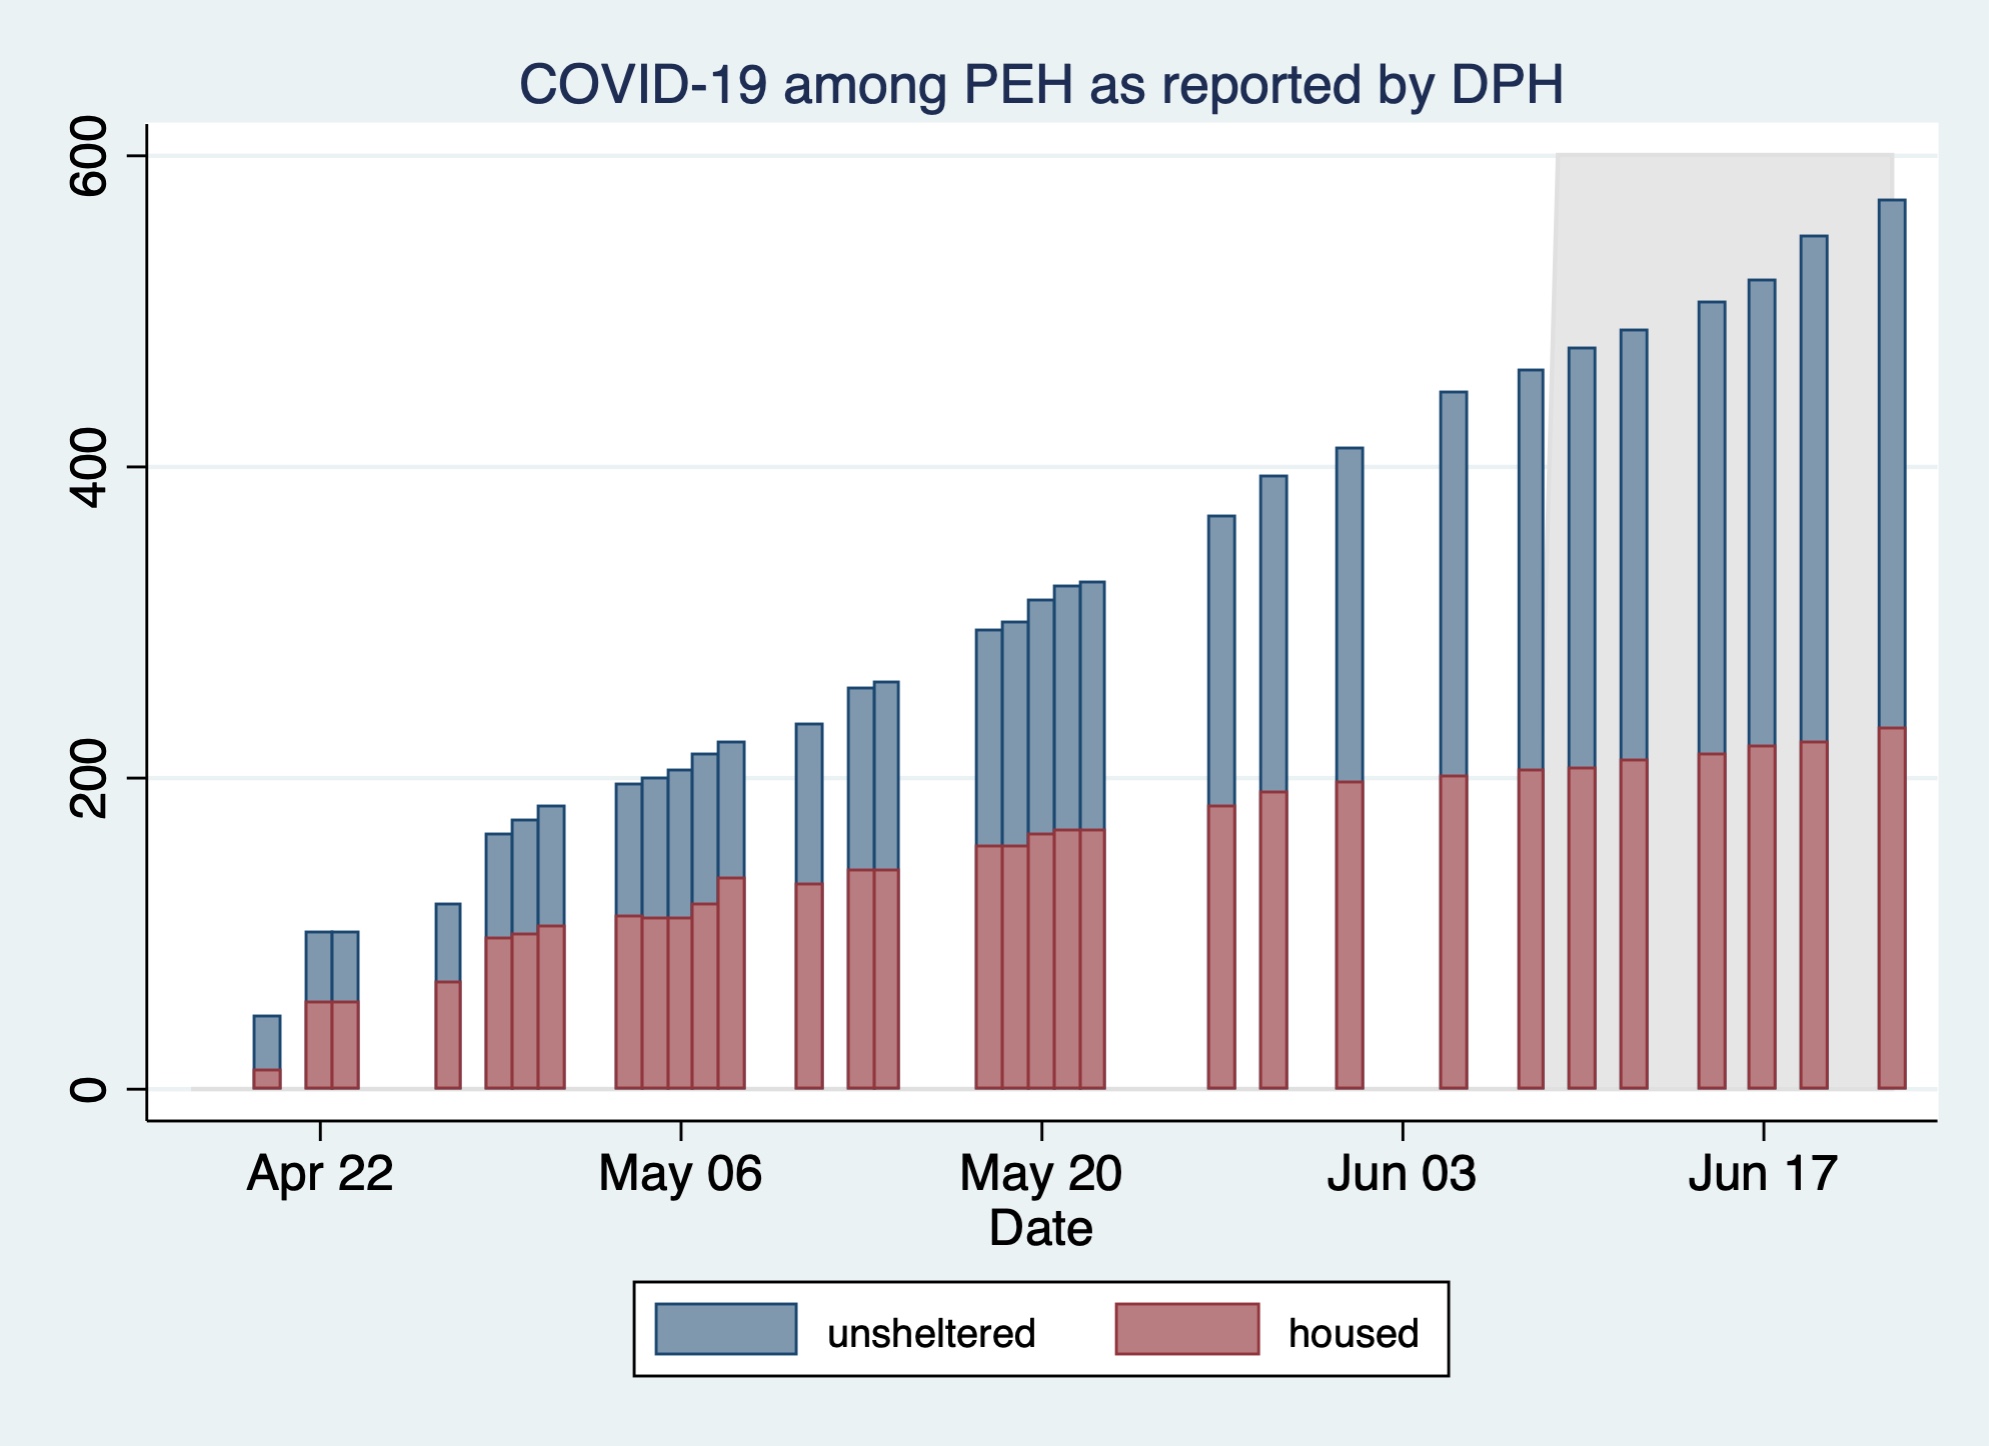 COVID-19 among PEH as reported by DPH
600
400
200
0
Apr 22 May 06 May 20 Jun 03 Jun 17
Date
unsheltered housed